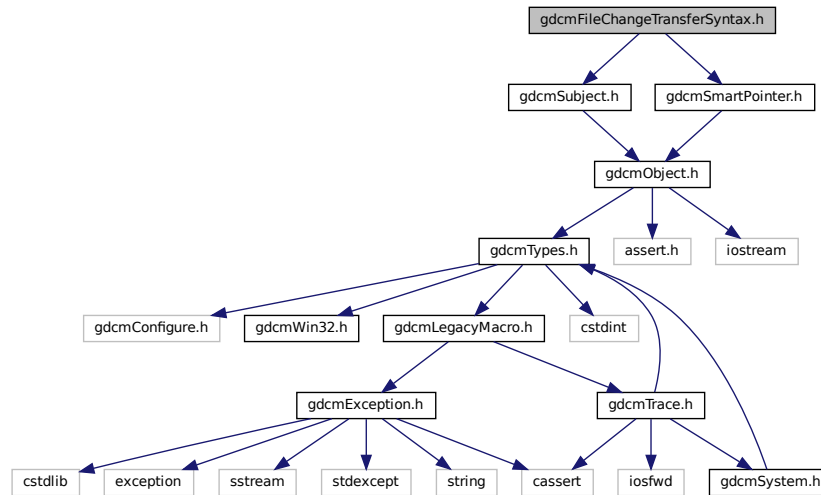 gdcmFileChangeTransferSyntax.h
gdcmSubject.h
gdcmSmartPointer.h
gdcmObject.h
gdcmTypes.h
assert.h
iostream
gdcmConfigure.h
gdcmWin32.h
gdcmLegacyMacro.h
cstdint
gdcmException.h
gdcmTrace.h
cstdlib
exception
sstream
stdexcept
string
cassert
iosfwd
gdcmSystem.h